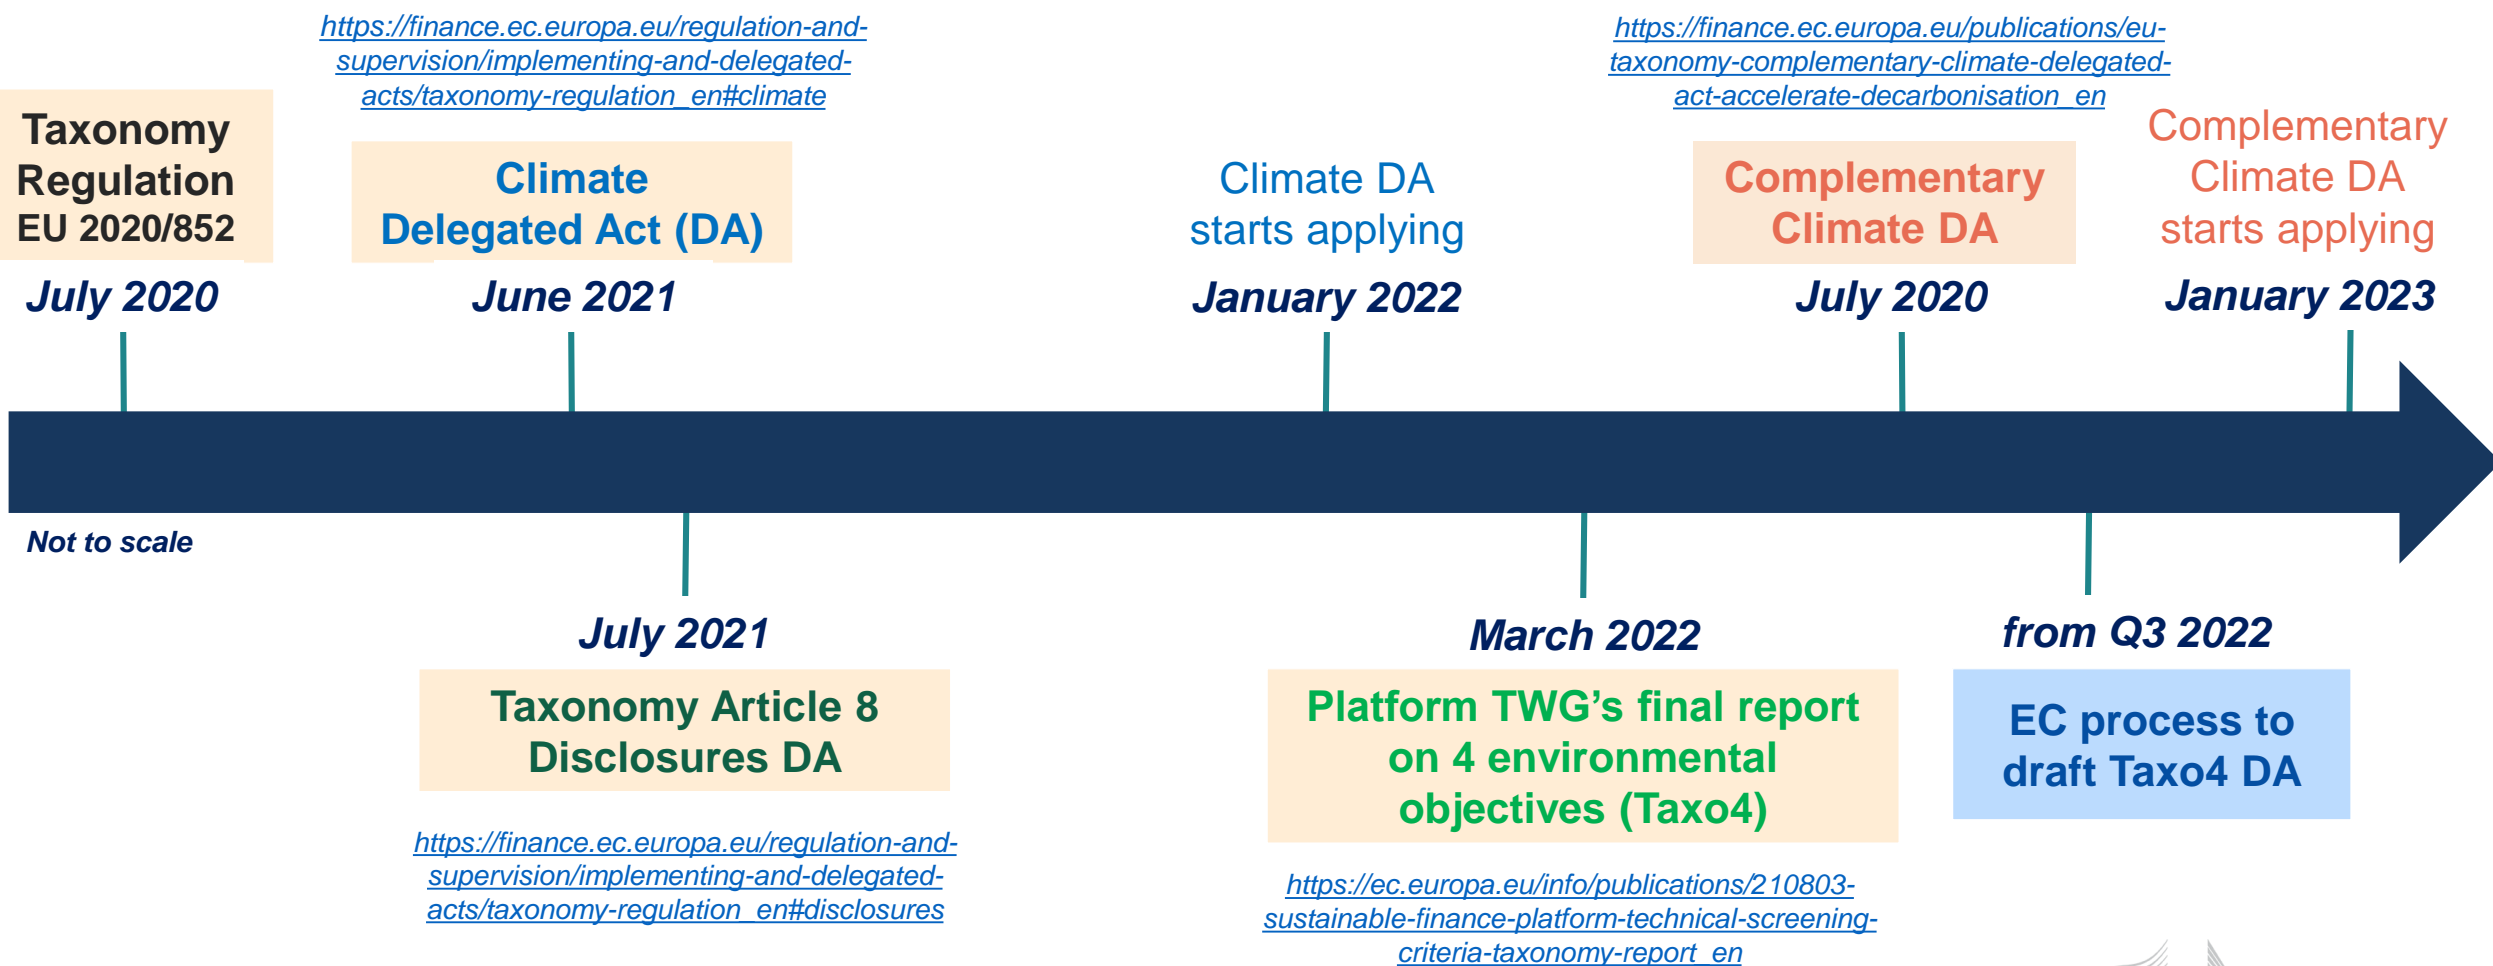 https://finance.ec.europa.eu/regulation-and-
supervision/implementing-and-delegated-
acts/taxonomy-regulation_en#climate
https://finance.ec.europa.eu/publications/eu-
taxonomy-complementary-climate-delegated-
act-accelerate-decarbonisation_en
Taxonomy
Regulation
EU 2020/852
July 2020
Climate
Delegated Act (DA)
June 2021
Climate DA
starts applying
January 2022
Complementary
Climate DA
July 2020
Complementary
Climate DA
starts applying
January 2023
Not to scale
July 2021
Taxonomy Article 8
Disclosures DA
https://finance.ec.europa.eu/regulation-and-
supervision/implementing-and-delegated-
acts/taxonomy-regulation_en#disclosures
March 2022
Platform TWG’s final report
on 4 environmental
objectives (Taxo4)
https://ec.europa.eu/info/publications/210803-
sustainable-finance-platform-technical-screening-
criteria-taxonomy-report_en
from Q3 2022
EC process to
draft Taxo4 DA